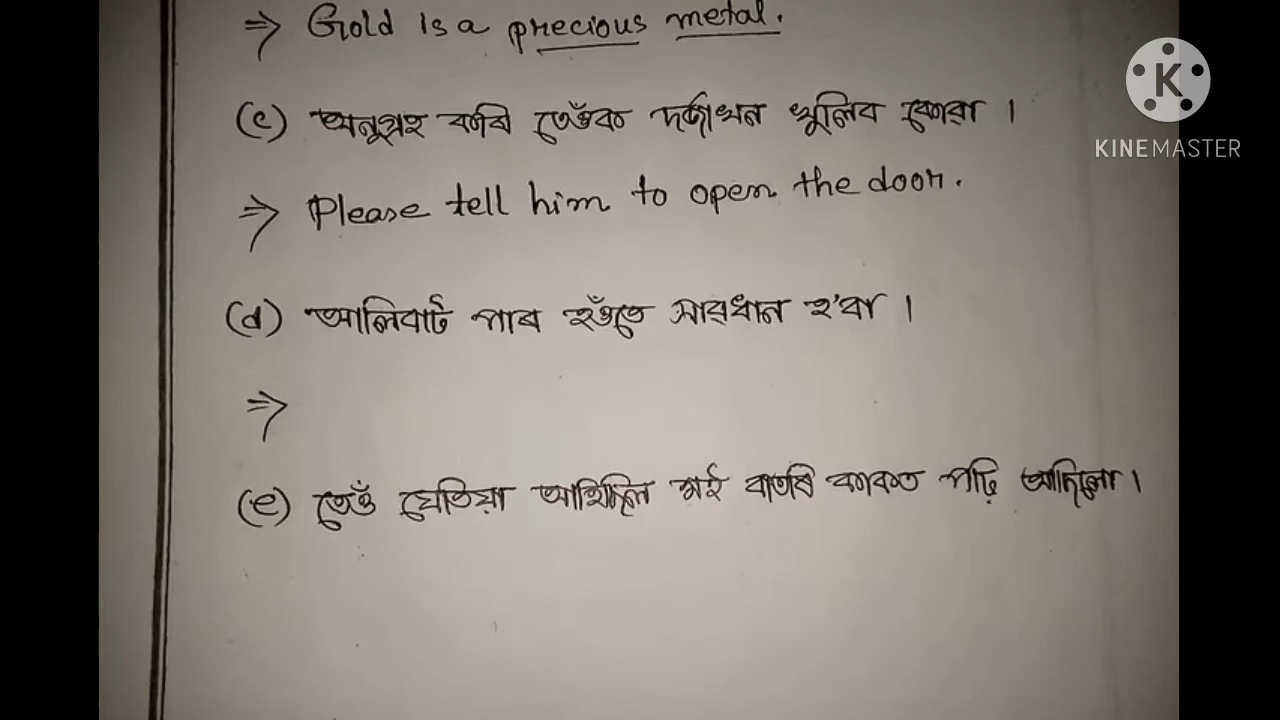 ⇒ Gold is a precious metal.
K
KINEMASTER
(c) অনুগ্ৰহ কৰি তেওঁক দৰ্জাখন খুলিব কোৱা ।
⇒ Please tell him to open the door.
(d) আলিবাট পাৰ হওঁতে সাৱধান হ'বা ।
⇒
(e) তেওঁ যেতিয়া আহিছিল মই বাতৰি কাকত পঢ়ি আছিলো ।